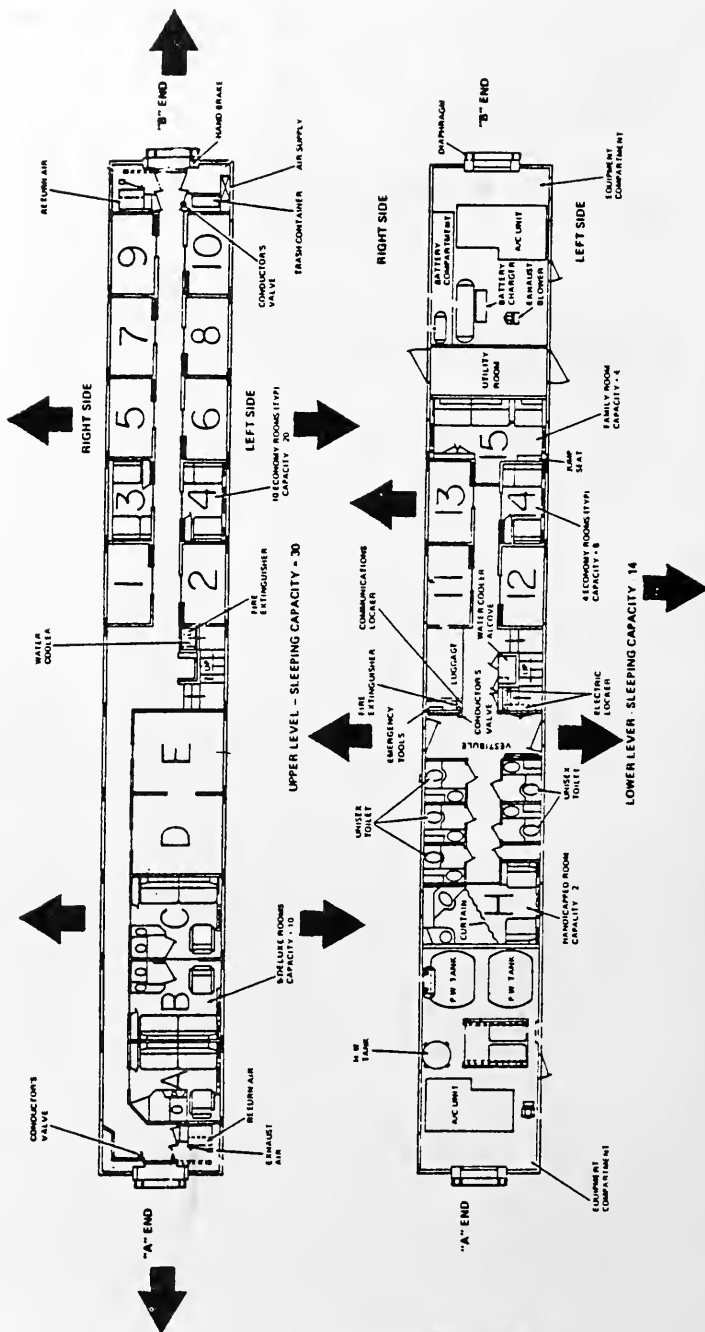 "B" END
HAND BRAKE
AIR SUPPLY
RETURN AIR
TRASH CONTAINER
CONDUCTOR'S
VALVE
9
10
7
8
RIGHT SIDE
LEFT SIDE
5
6
3
4
10 ECONOMY ROOMS (TYP)
CAPACITY 20
1
2
FIRE
EXTINGUISHER
WATER
COOLER
UP
UPPER LEVEL - SLEEPING CAPACITY = 30
E
D
C
B
A
5 DELUXE ROOMS
CAPACITY - 10
CONDUCTOR'S
VALVE
RETURN AIR
EXHAUST
AIR
"A" END
"B" END
DIAPHRAGM
EQUIPMENT
COMPARTMENT
RIGHT SIDE
LEFT SIDE
BATTERY
COMPARTMENT
A/C UNIT
BATTERY
CHARGER
EXHAUST
BLOWER
UTILITY
ROOM
15
FAMILY ROOM
CAPACITY - 4
JUMP
SEAT
13
14
4 ECONOMY ROOMS (TYP)
CAPACITY - 8
11
12
COMMUNICATIONS
LOCKER
LUGGAGE
WATER COOLER
ALCOVE
UP
FIRE
EXTINGUISHER
EMERGENCY
TOOLS
CONDUCTOR'S
VALVE
ELECTRIC
LOCKER
VESTIBULE
LOWER LEVER - SLEEPING CAPACITY 14
UNISER
TOILET
UNISEX
TOILET
CURTAIN
H
HANDICAPPED ROOM
CAPACITY 2
P W TANK
P W TANK
H W
TANK
A/C UNIT
EQUIPMENT
COMPARTMENT
"A" END